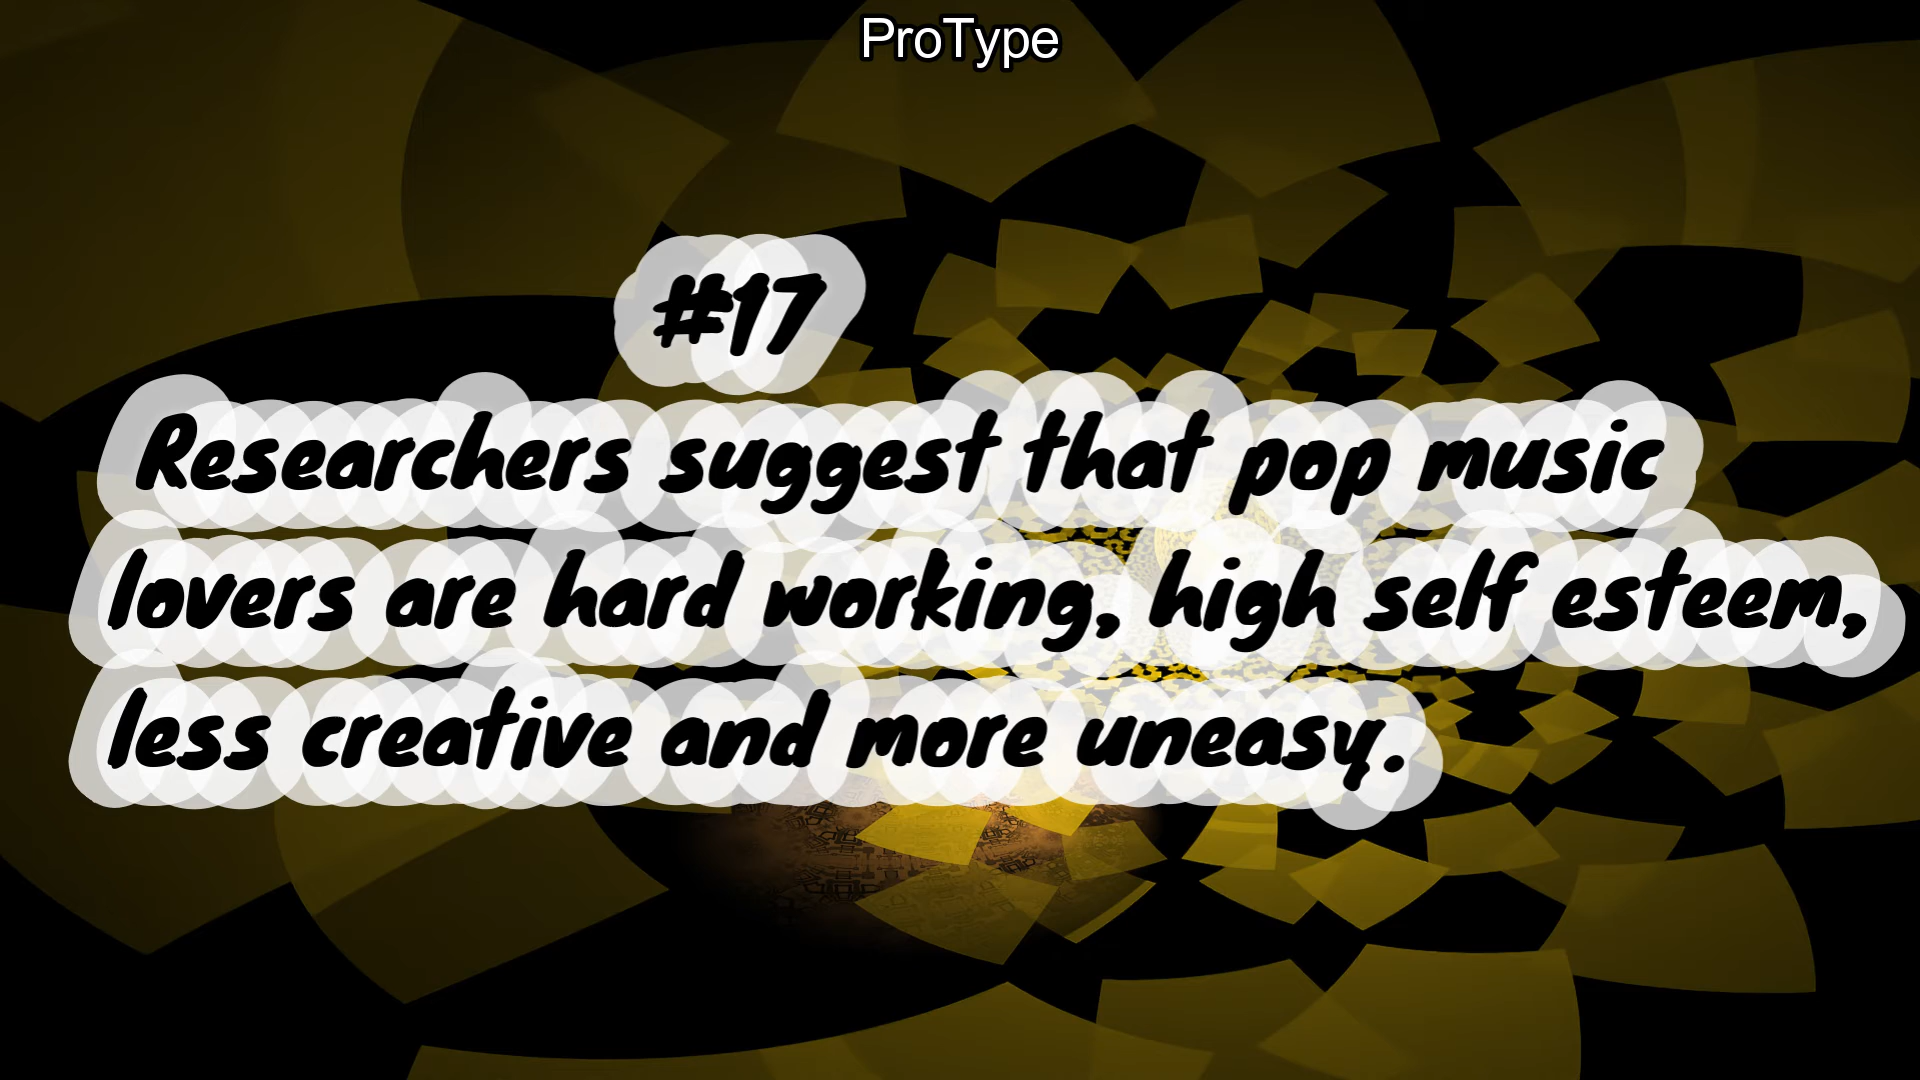 ProType
#17
Researchers suggest that pop music
lovers are hard working, high self esteem,
less creative and more uneasy.